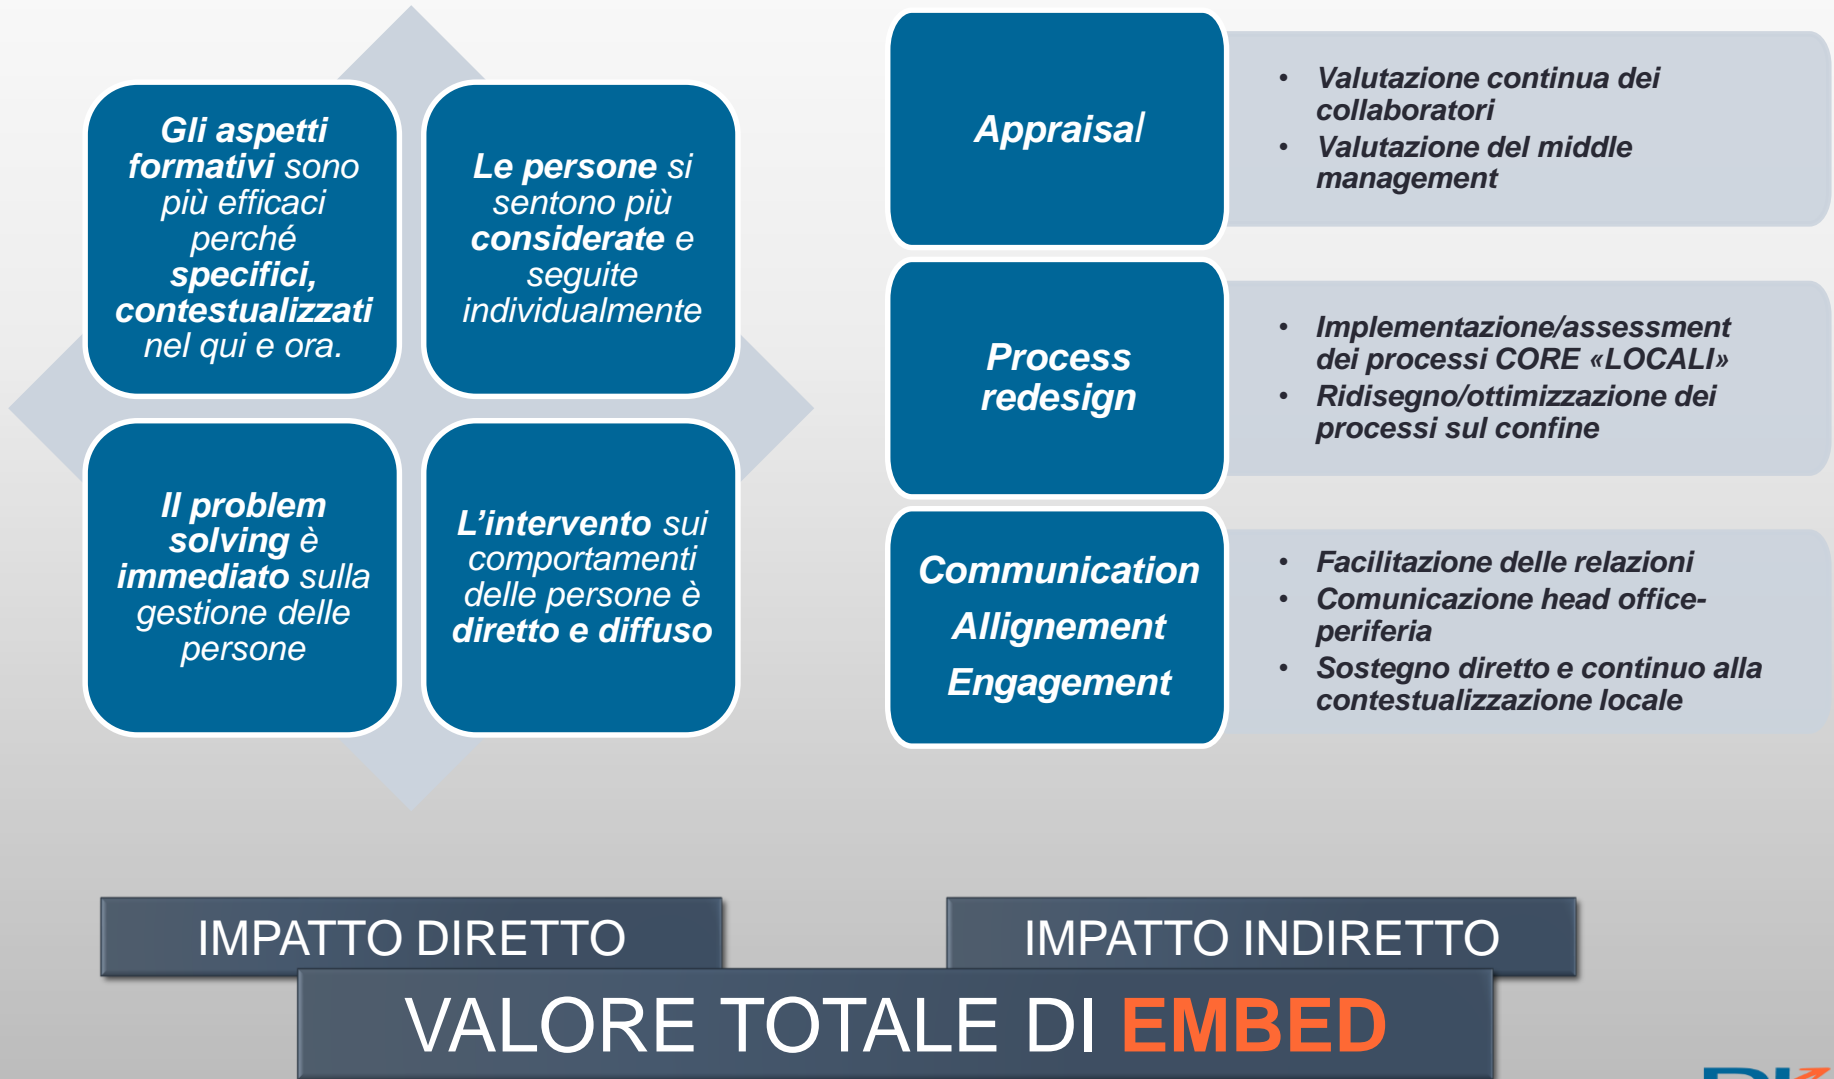 Gli aspetti
formativi sono
più efficaci
perché
specifici,
contestualizzati
nel qui e ora.
Le persone si
sentono più
considerate e
seguite
individualmente
Il problem
solving è
immediato sulla
gestione delle
persone
L'intervento sui
comportamenti
delle persone è
diretto e diffuso
Appraisal
• Valutazione continua dei
collaboratori
• Valutazione del middle
management
Process
redesign
• Implementazione/assessment
dei processi CORE «LOCALI»
• Ridisegno/ottimizzazione dei
processi sul confine
Communication
Allignement
Engagement
• Facilitazione delle relazioni
• Comunicazione head office-
periferia
• Sostegno diretto e continuo alla
contestualizzazione locale
IMPATTO DIRETTO
IMPATTO INDIRETTO
VALORE TOTALE DI EMBED